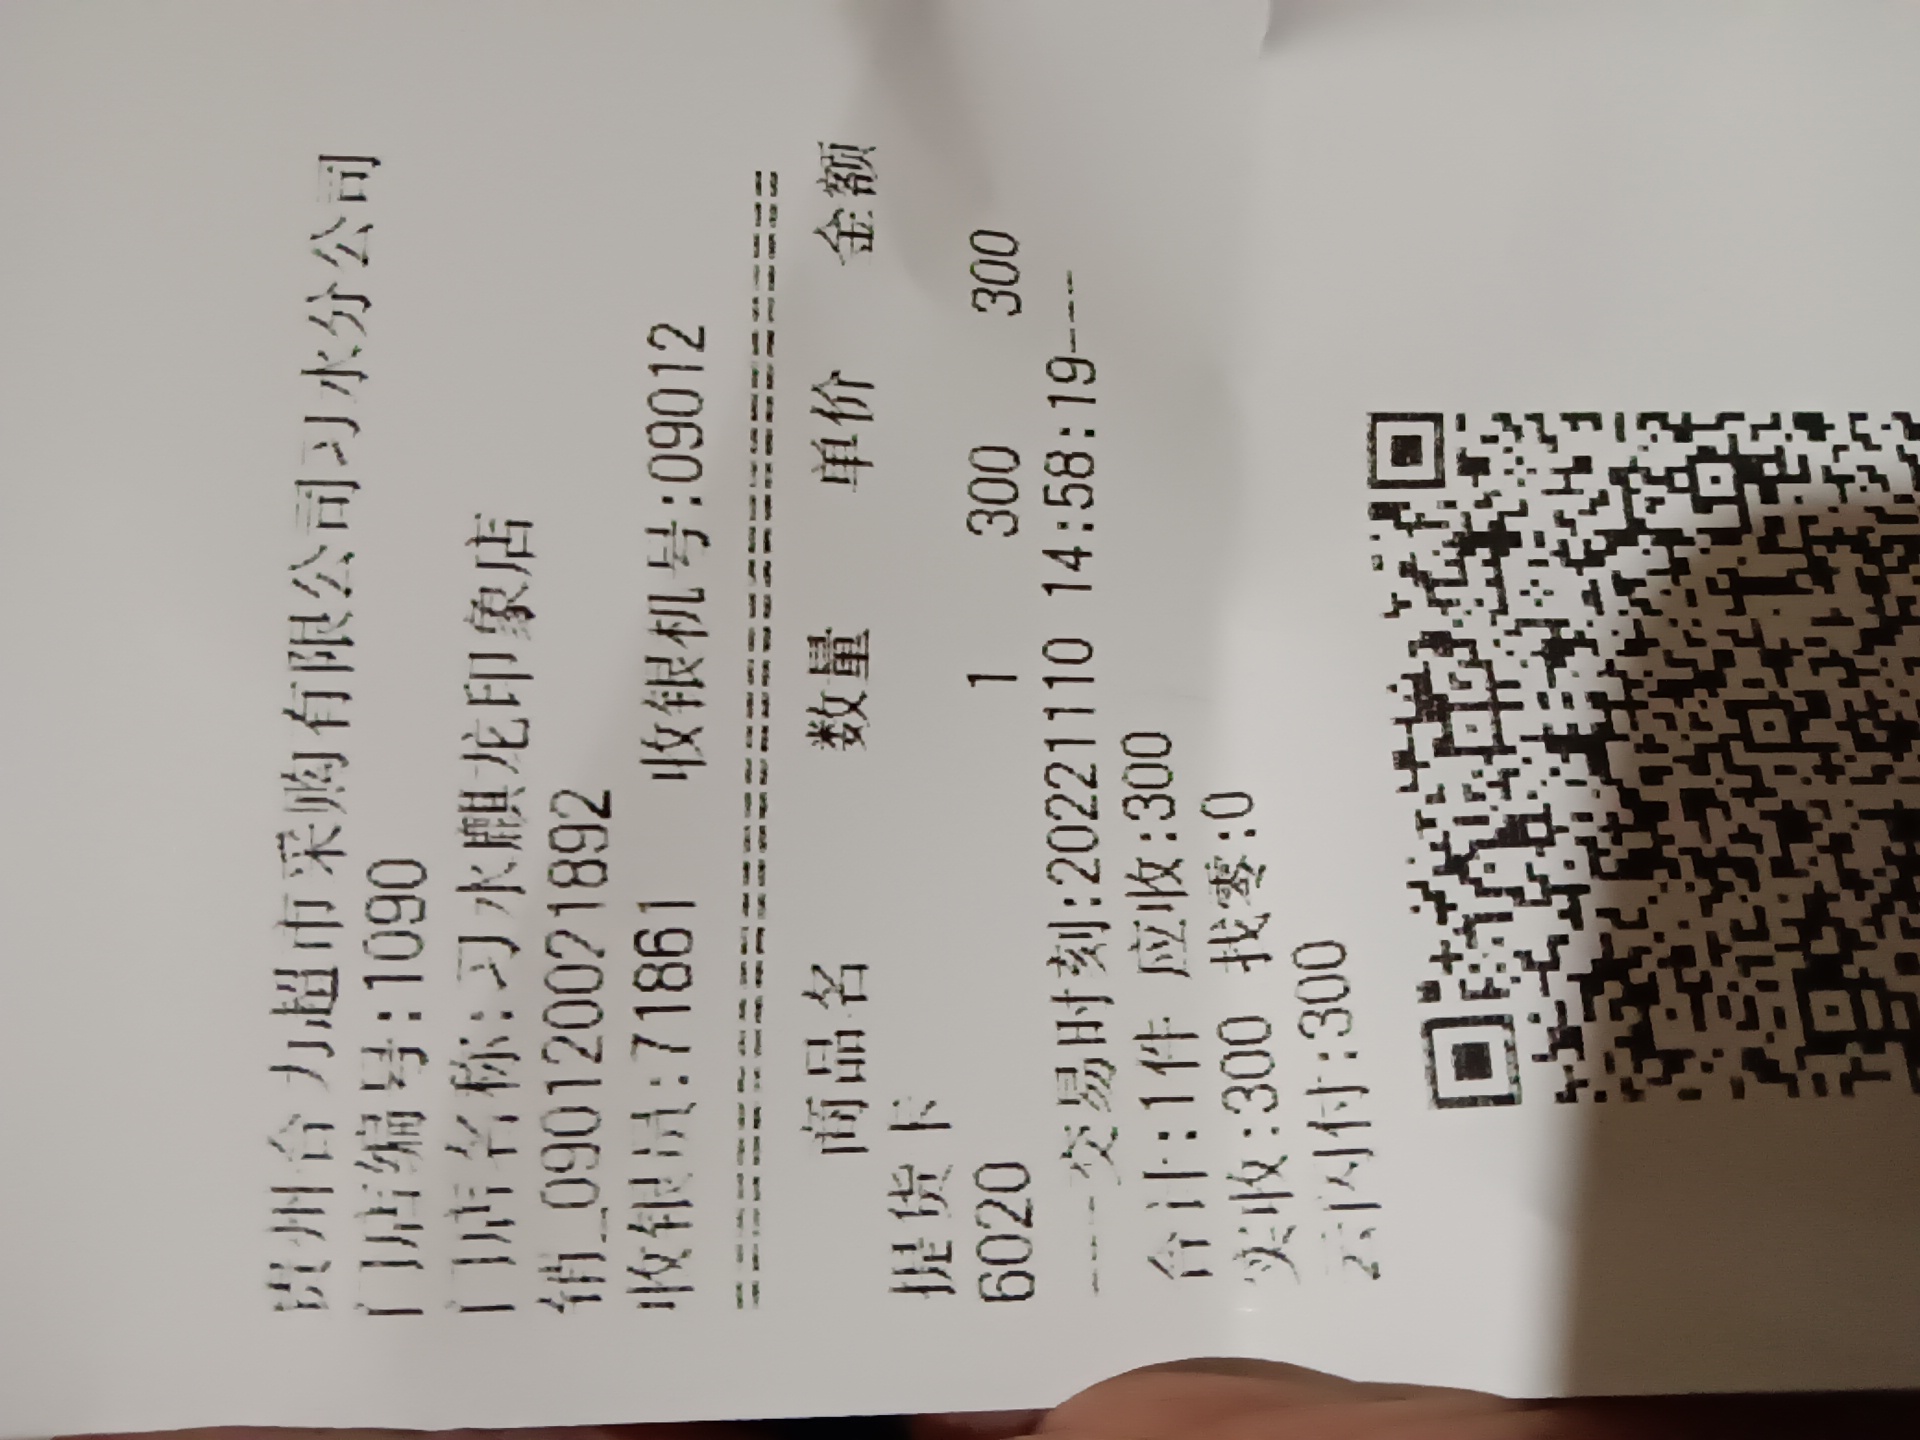 贵州合力超市采购有限公司习水分公司
门店编号:1090
门店名称:习水麒龙印象店
销_090120021892
收银员:71861 收银机号:09012
==========================================
商品名 数量 单价 金额
提货卡
6020 1 300 300
----交易时刻:20221110 14:58:19----
合计:1件 应收:300
实收:300 找零:0
云闪付:300